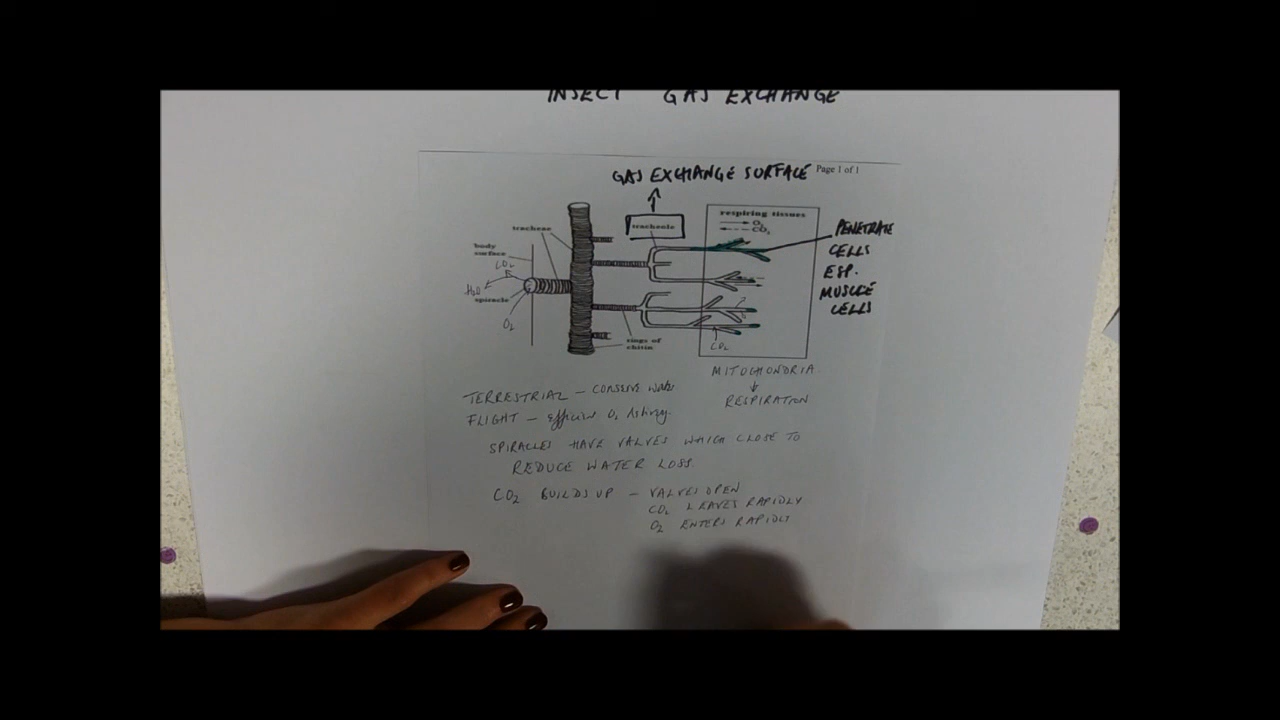 INSECT GAS EXCHANGE
GAS EXCHANGE SURFACE
Page 1 of 1
tracheae
tracheole
respiring tissues
O2
CO2
PENETRATE
CELLS
ESP.
MUSCLE
CELLS
body
surface
CO2
H2O
spiracle
O2
rings of
chitin
CO2
MITOCHONDRIA
RESPIRATION
TERRESTRIAL – conserve water
FLIGHT – efficient O2
SPIRACLES HAVE VALVES WHICH CLOSE TO
REDUCE WATER LOSS.
CO2 BUILDS UP – VALVES OPEN
CO2 LEAVES RAPIDLY
O2 ENTERS RAPIDLY